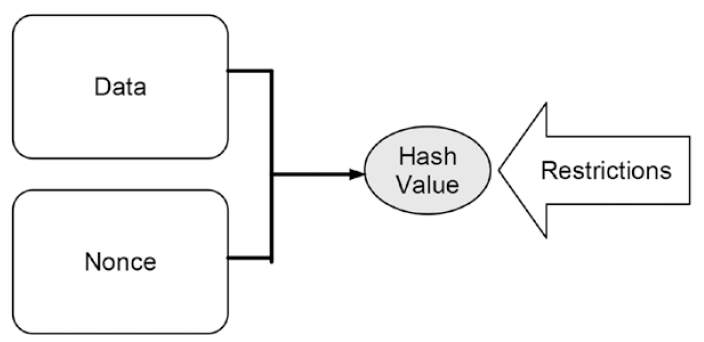 Data
Nonce
Hash
Value
Restrictions